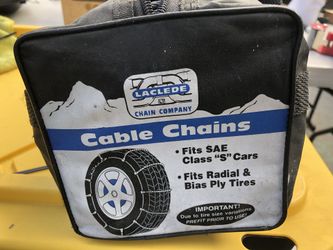 LACLEDE
CHAIN COMPANY
Cable Chains
• Fits SAE
Class "S" Cars
• Fits Radial &
Bias Ply Tires
IMPORTANT!
Due to tire size variations,
PREFIT PRIOR TO USE!